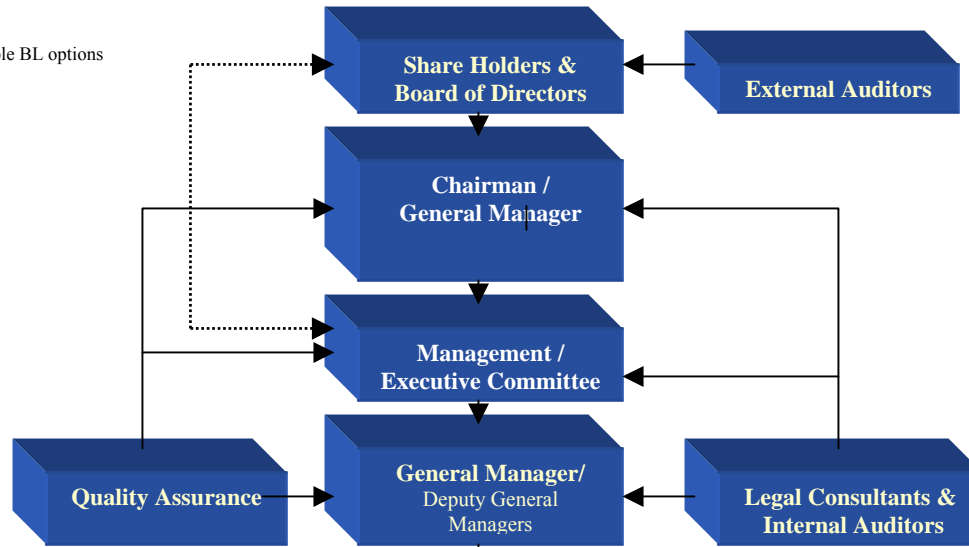 BL options
Share Holders &
Board of Directors
External Auditors
Chairman /
General Manager
Management /
Executive Committee
Quality Assurance
General Manager/
Deputy General
Managers
Legal Consultants &
Internal Auditors